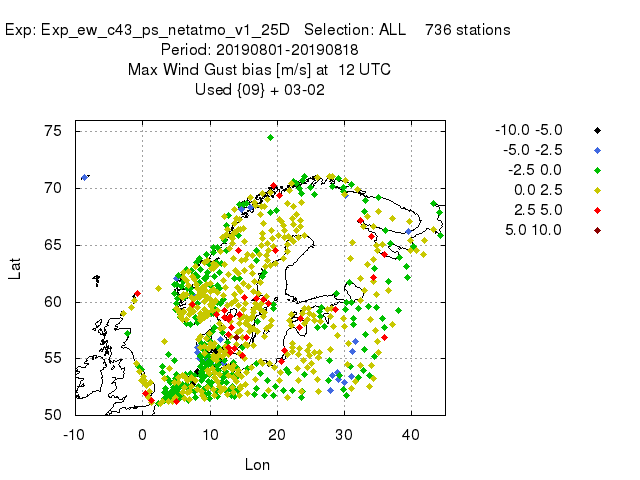 Exp: Exp_ew_c43_ps_netatmo_v1_25D Selection: ALL 736 stations
Period: 20190801-20190818
Max Wind Gust bias [m/s] at 12 UTC
Used {09} + 03-02
75
70
65
60
55
50
-10 0 10 20 30 40
Lat
Lon
-10.0 -5.0
-5.0 -2.5
-2.5 0.0
0.0 2.5
2.5 5.0
5.0 10.0